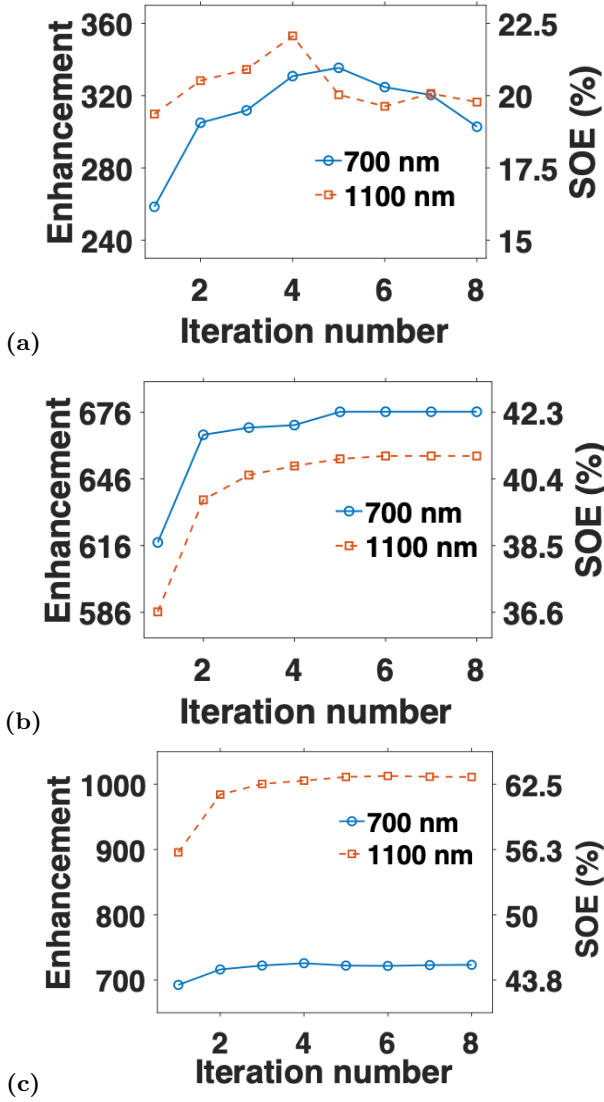 360
320
280
240
Enhancement
22.5
20
17.5
15
SOE (%)
700 nm
1100 nm
2 4 6 8
Iteration number
(a)
676
646
616
586
Enhancement
42.3
40.4
38.5
36.6
SOE (%)
700 nm
1100 nm
2 4 6 8
Iteration number
(b)
1000
900
800
700
Enhancement
62.5
56.3
50
43.8
SOE (%)
700 nm
1100 nm
2 4 6 8
Iteration number
(c)